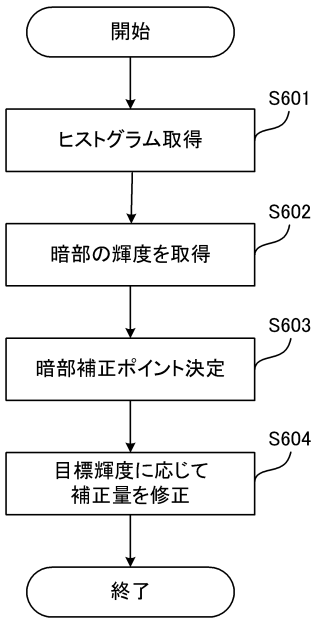 開始
S601
ヒストグラム取得
S602
暗部の輝度を取得
S603
暗部補正ポイント決定
S604
目標輝度に応じて
補正量を修正
終了